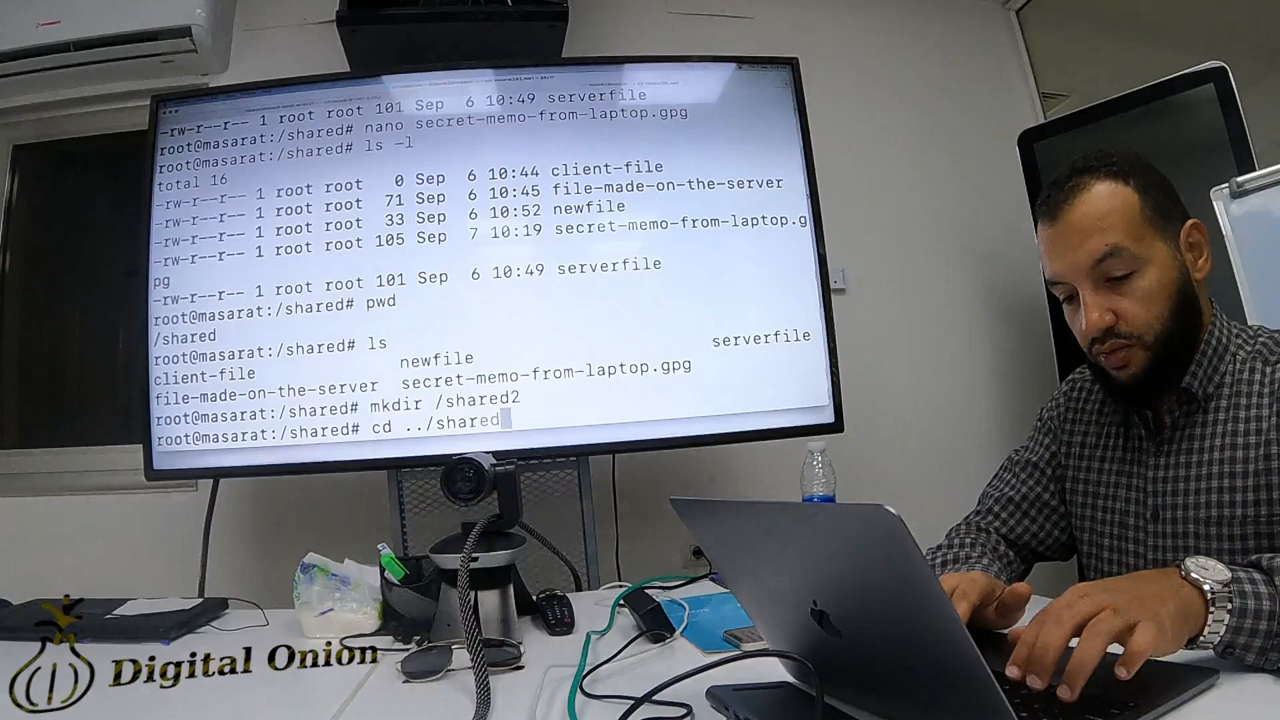 -rw-r--r-- 1 root root 101 Sep  6 10:49 serverfile
root@masarat:/shared# nano secret-memo-from-laptop.gpg
root@masarat:/shared# ls -l
total 16
-rw-r--r-- 1 root root   0 Sep  6 10:44 client-file
-rw-r--r-- 1 root root  71 Sep  6 10:45 file-made-on-the-server
-rw-r--r-- 1 root root  33 Sep  6 10:52 newfile
-rw-r--r-- 1 root root 105 Sep  7 10:19 secret-memo-from-laptop.g
pg
-rw-r--r-- 1 root root 101 Sep  6 10:49 serverfile
root@masarat:/shared# pwd
/shared
root@masarat:/shared# ls
client-file newfile serverfile
file-made-on-the-server secret-memo-from-laptop.gpg
root@masarat:/shared# mkdir /shared2
root@masarat:/shared# cd ../shared
Digital Onion